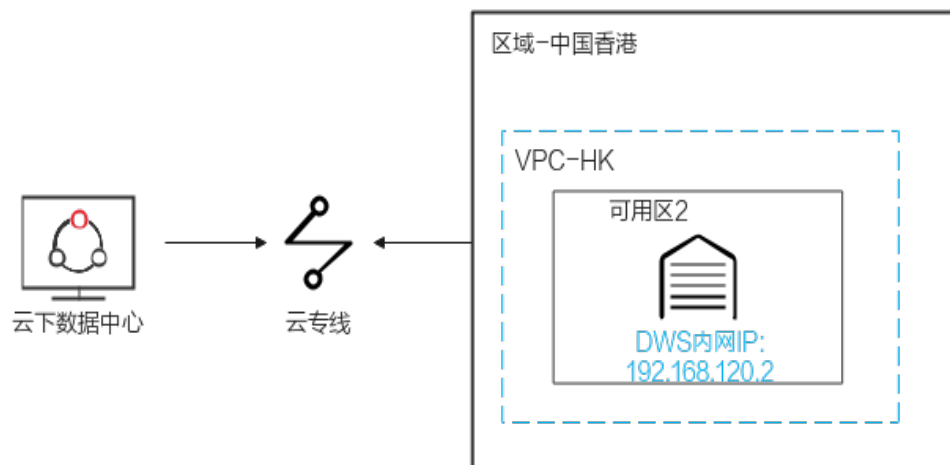 区域-中国香港
VPC-HK
可用区2
DWS内网IP:
192.168.120.2
云下数据中心
云专线